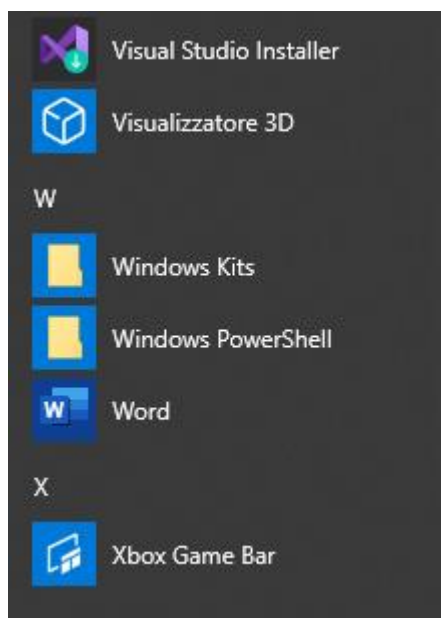 Visual Studio Installer
Visualizzatore 3D
W
Windows Kits
Windows PowerShell
W Word
X
Xbox Game Bar